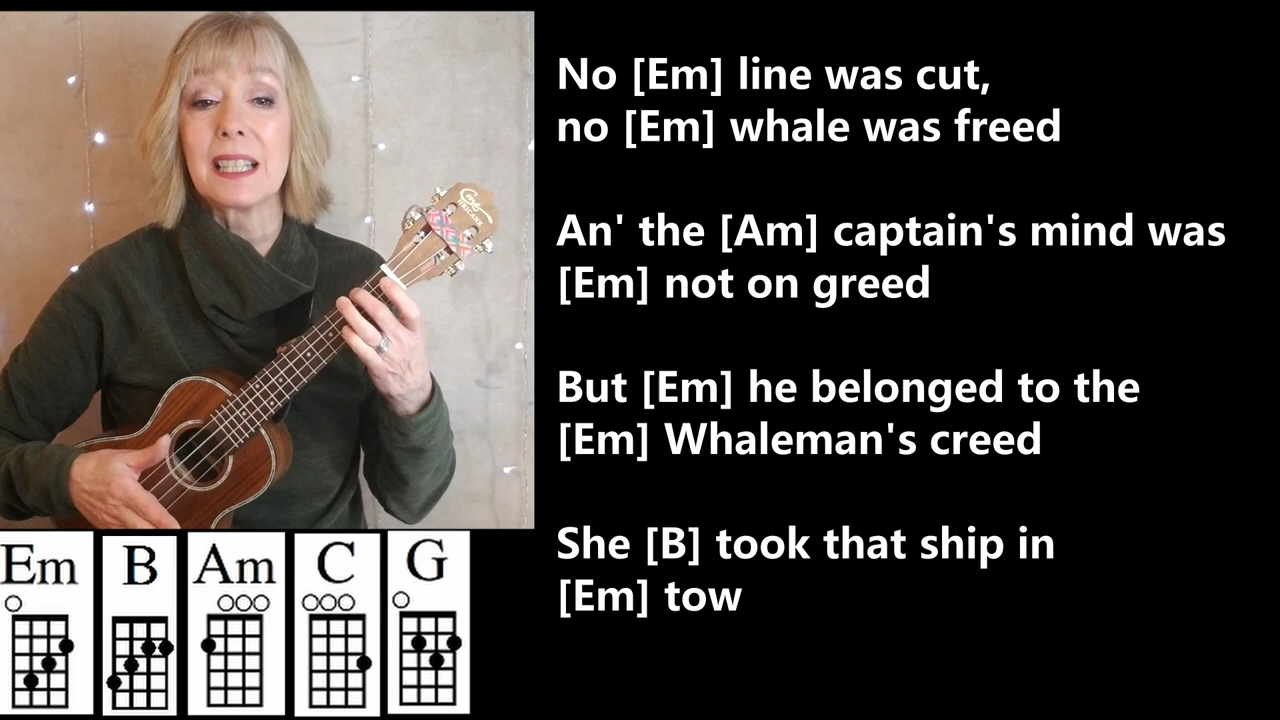 No [Em] line was cut,
no [Em] whale was freed
An' the [Am] captain's mind was
[Em] not on greed
But [Em] he belonged to the
[Em] Whaleman's creed
She [B] took that ship in
[Em] tow
Em B Am C G